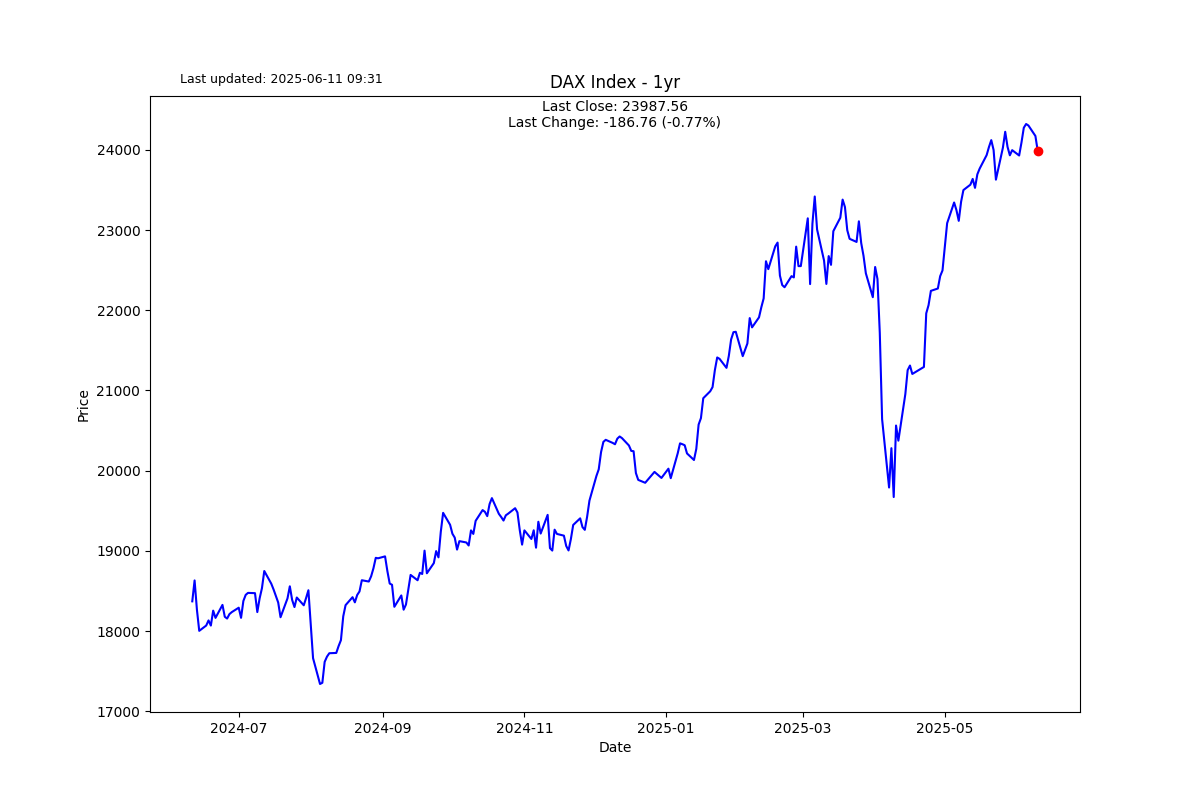 Last updated: 2025-06-11 09:31
DAX Index - 1yr
Last Close: 23987.56
Last Change: -186.76 (-0.77%)
24000
23000
22000
21000
20000
19000
18000
17000
Price
2024-07
2024-09
2024-11
2025-01
2025-03
2025-05
Date